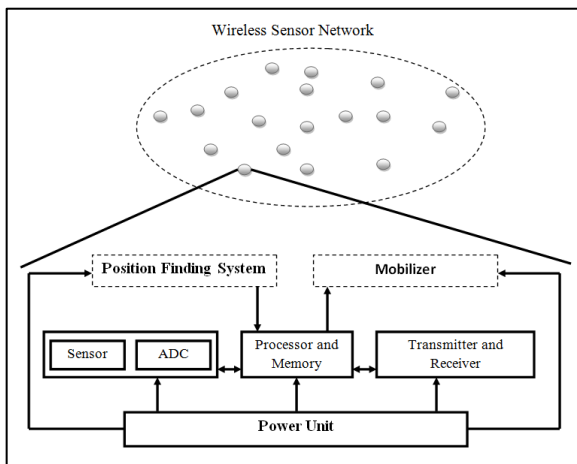 Wireless Sensor Network
Position Finding System
Mobilizer
Sensor
ADC
Processor and
Memory
Transmitter and
Receiver
Power Unit